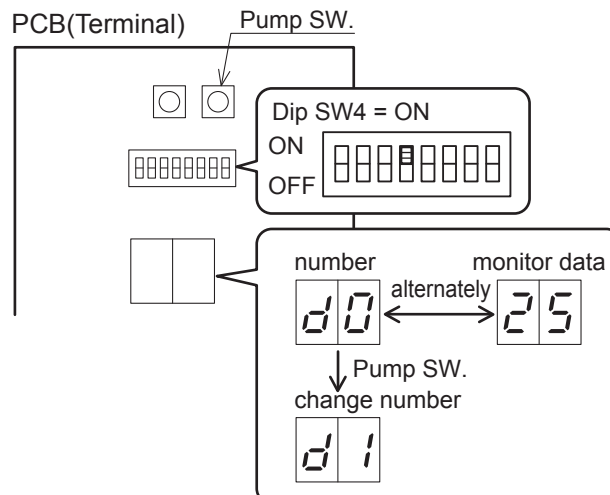 PCB(Terminal)
Pump SW.
Dip SW4 = ON
ON
OFF
number
monitor data
alternately
d0
25
Pump SW.
change number
d1